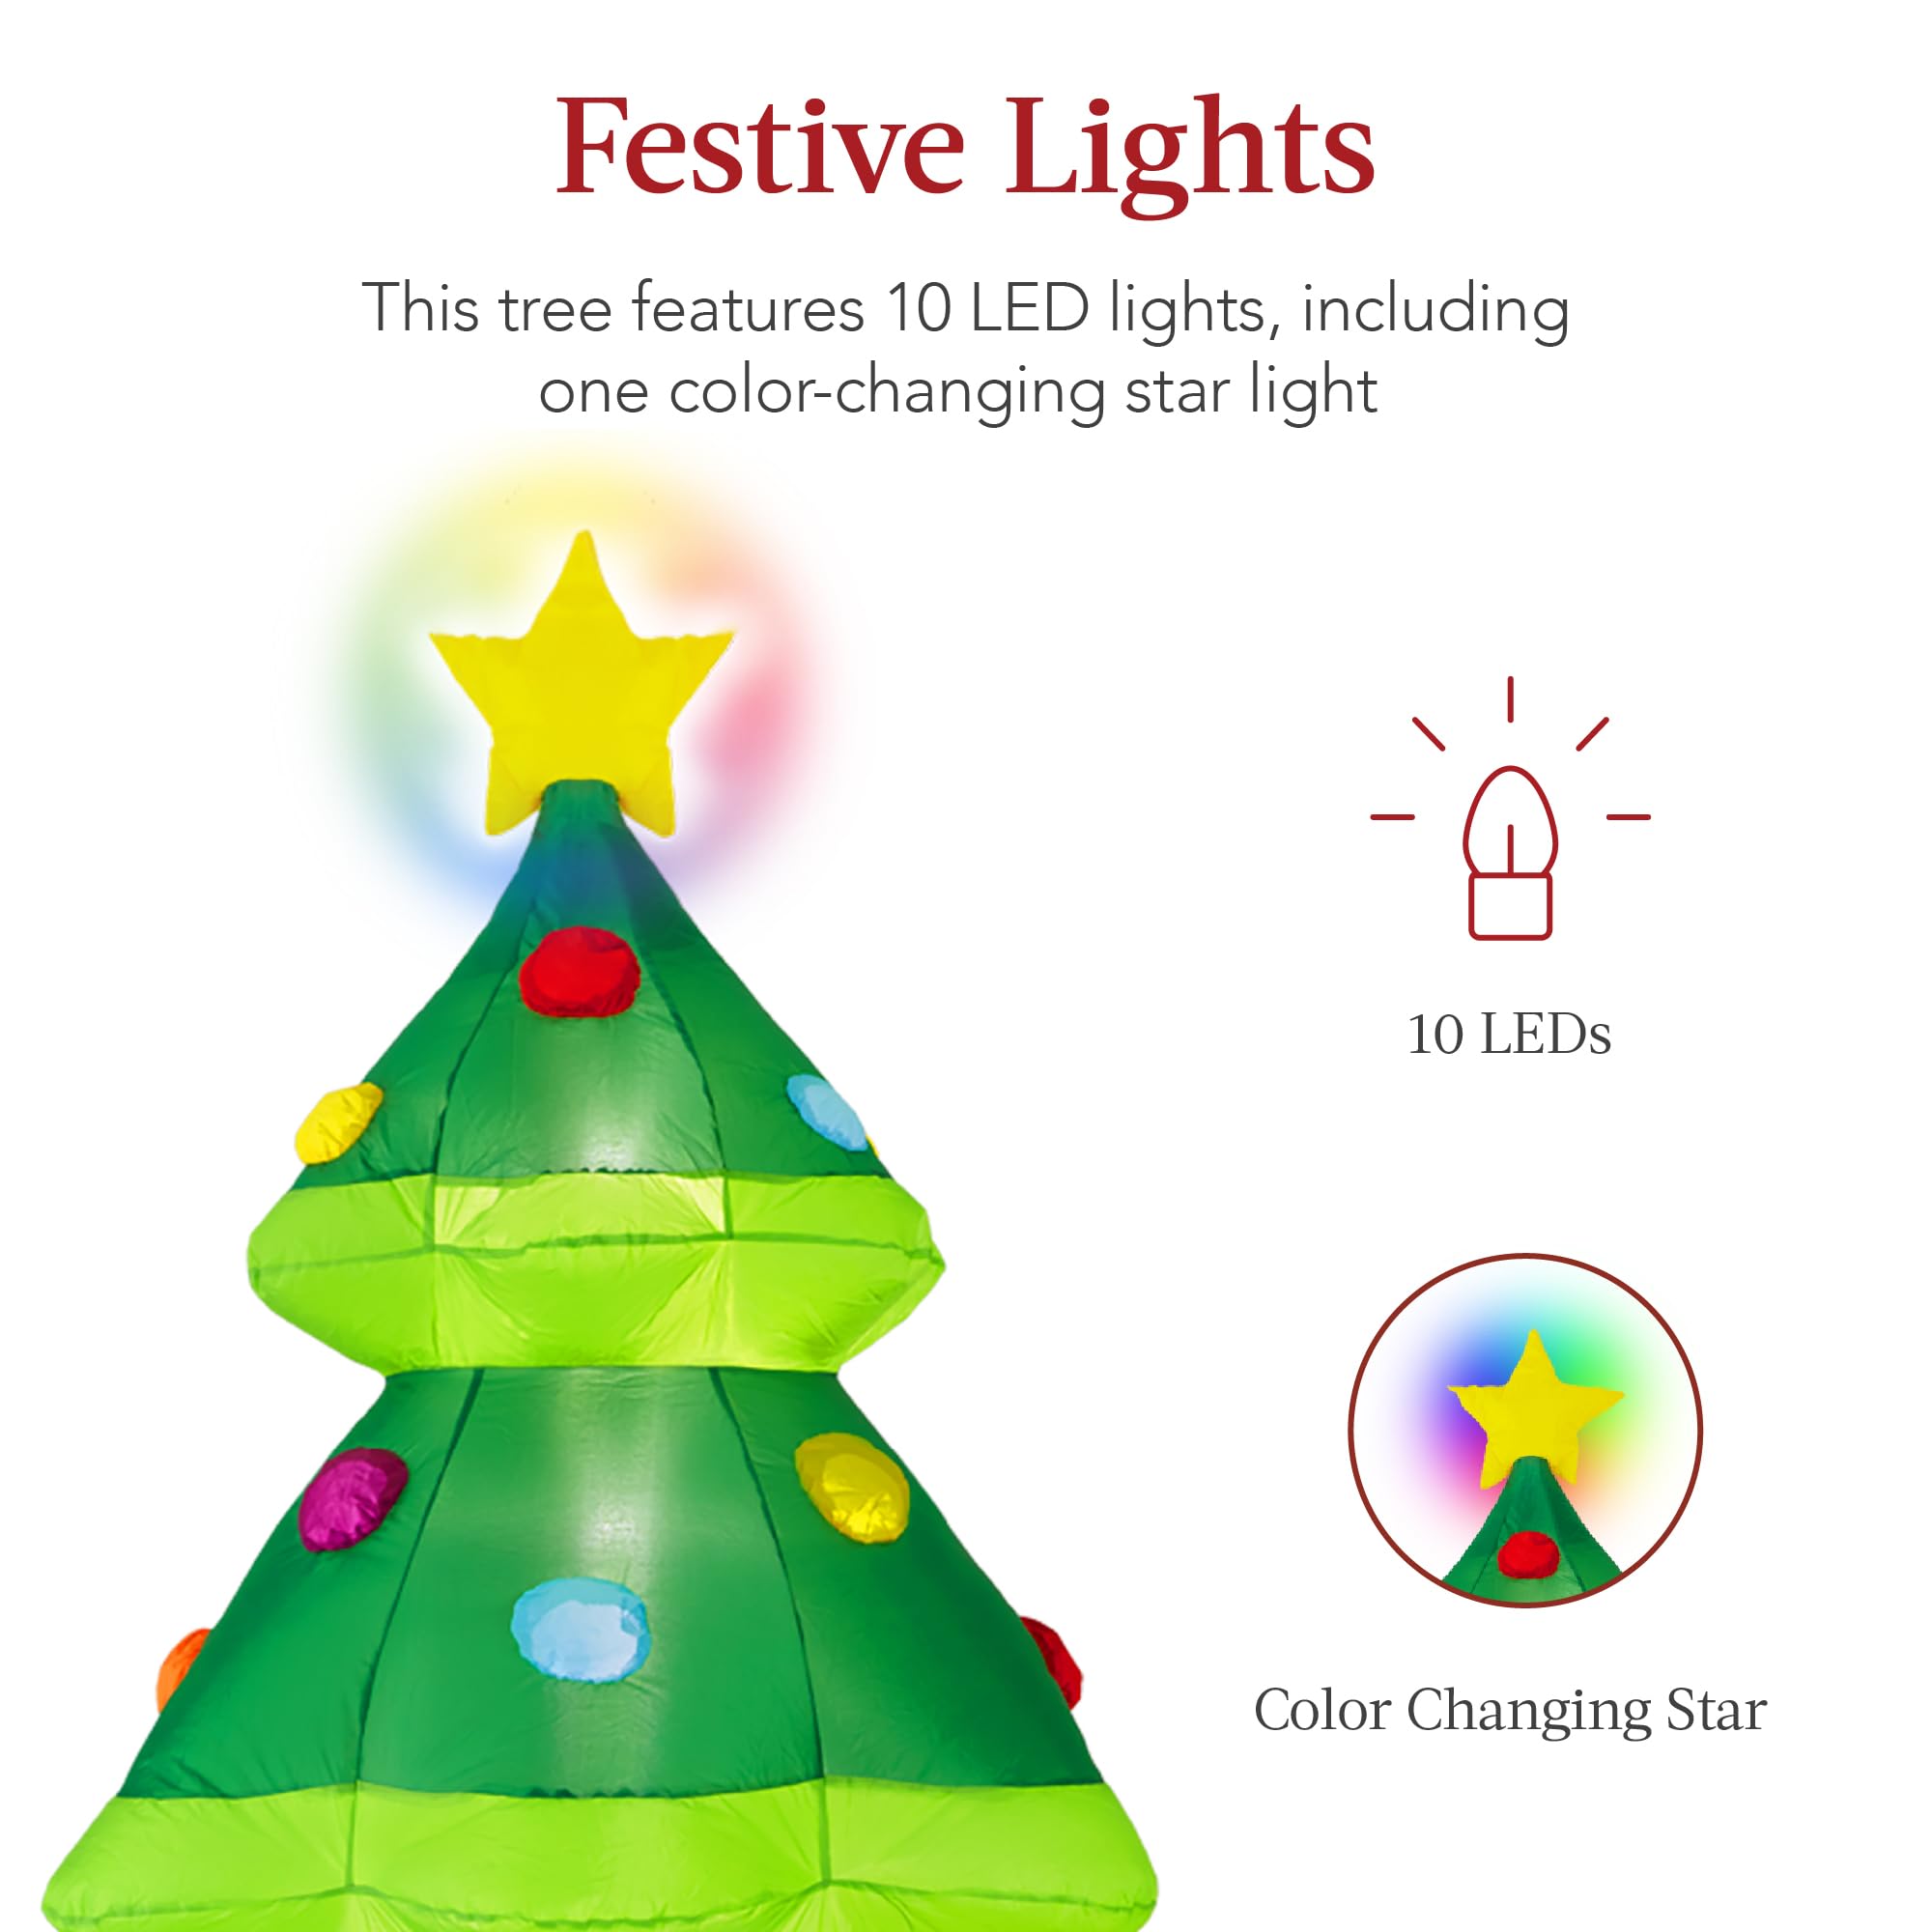 Festive Lights
This tree features 10 LED lights, including
one color-changing star light
10 LEDs
Color Changing Star